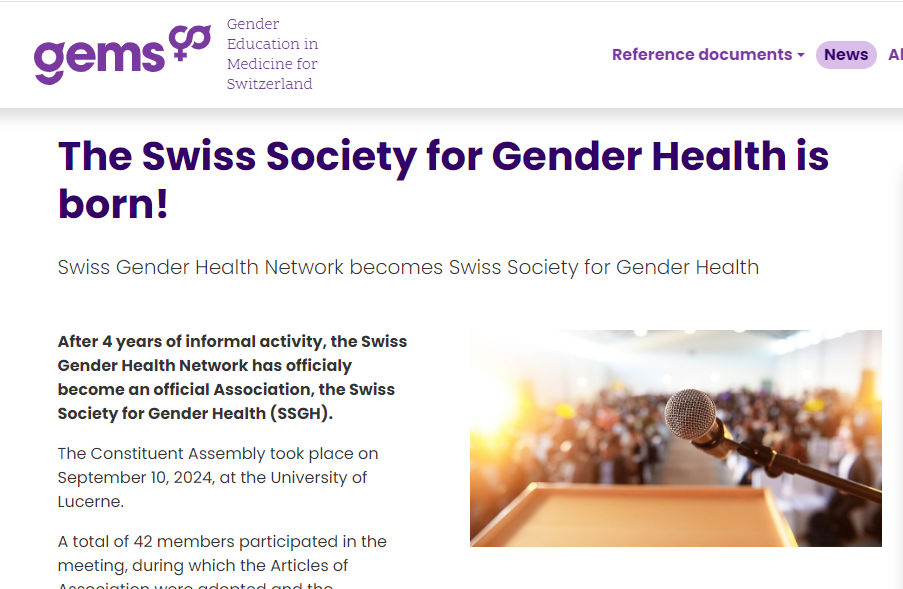 gems
Gender
Education in
Medicine for
Switzerland
Reference documents
News
The Swiss Society for Gender Health is
born!
Swiss Gender Health Network becomes Swiss Society for Gender Health
After 4 years of informal activity, the Swiss
Gender Health Network has officialy
become an official Association, the Swiss
Society for Gender Health (SSGH).
The Constituent Assembly took place on
September 10, 2024, at the University of
Lucerne.
A total of 42 members participated in the
meeting, during which the Articles of
Association were adopted and the